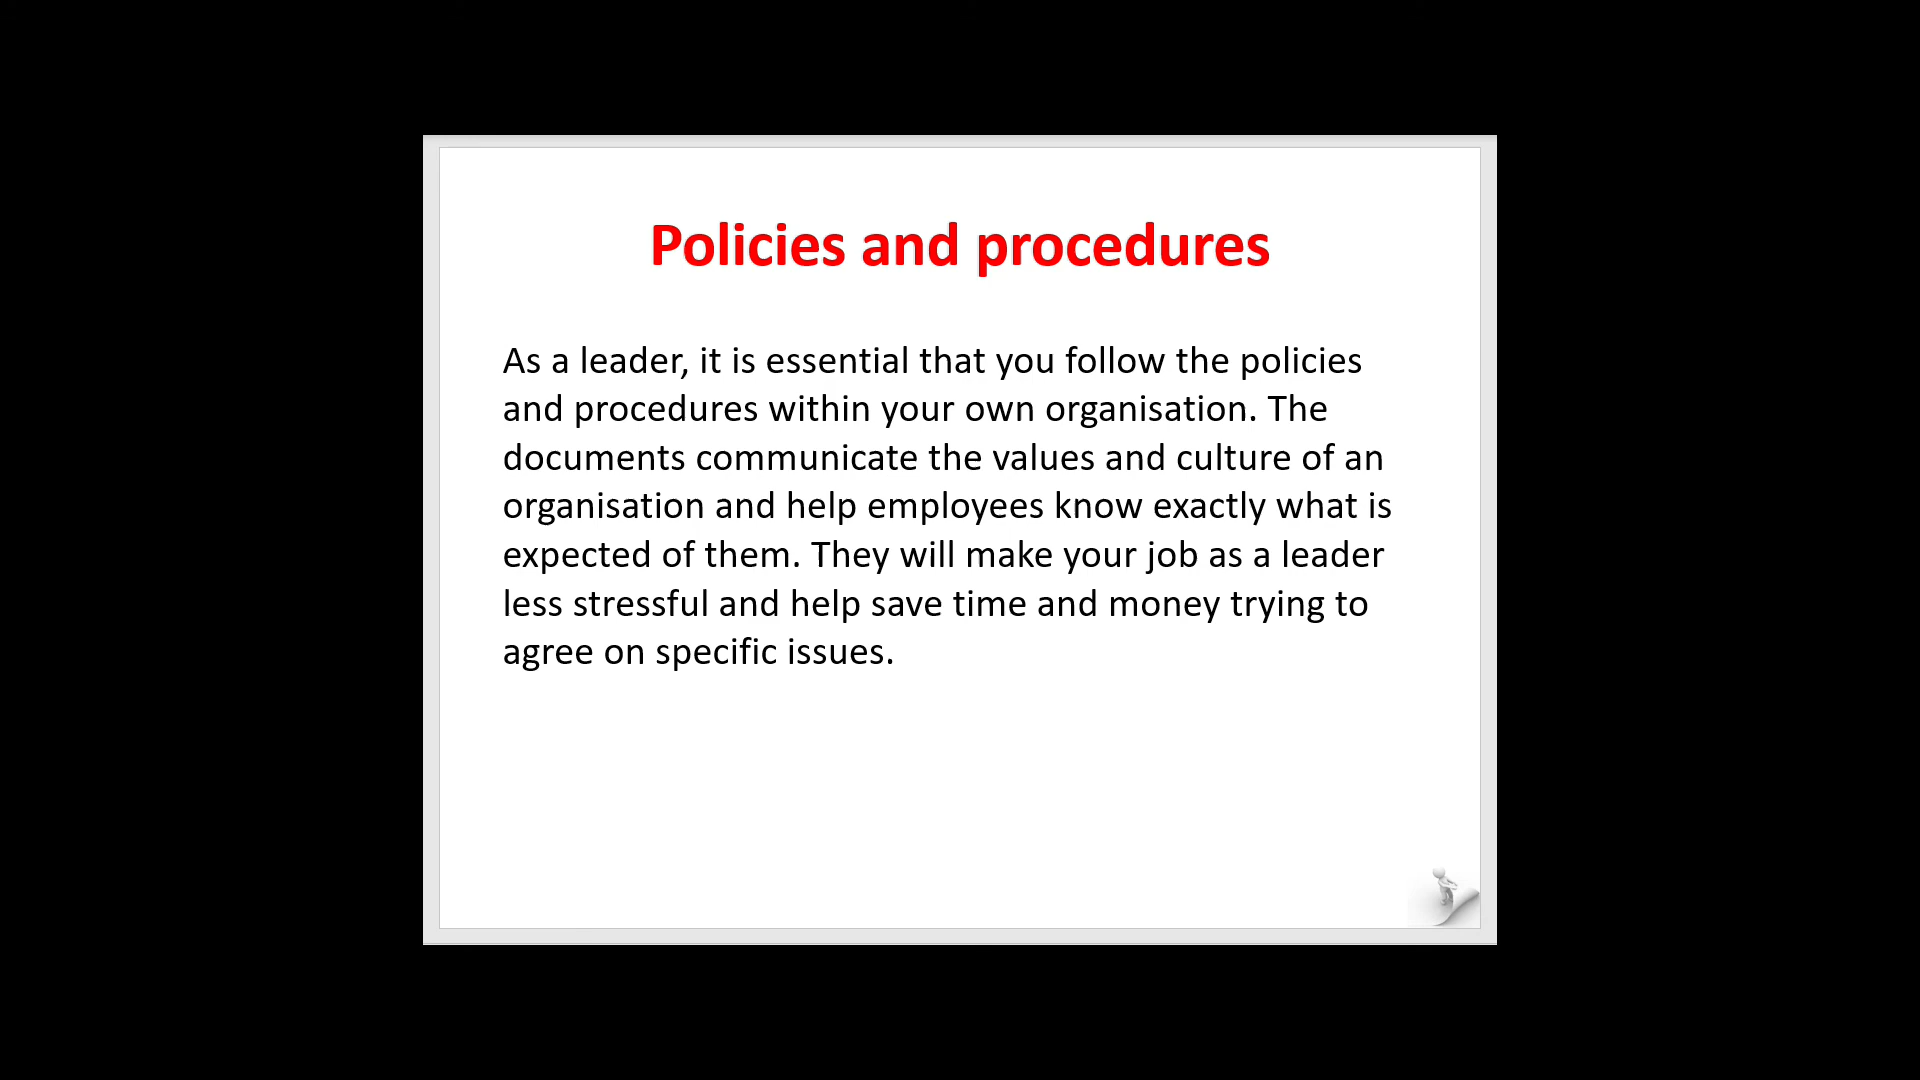 Policies and procedures
As a leader, it is essential that you follow the policies
and procedures within your own organisation. The
documents communicate the values and culture of an
organisation and help employees know exactly what is
expected of them. They will make your job as a leader
less stressful and help save time and money trying to
agree on specific issues.